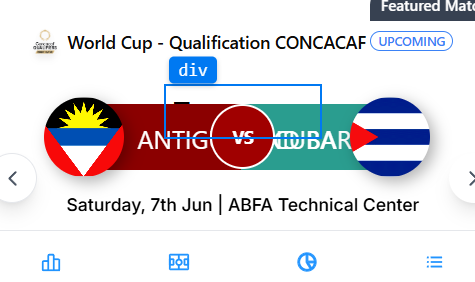 Featured Matc
World Cup - Qualification CONCACAF
UPCOMING
div
ANTIG
VS
BAR
Saturday, 7th Jun | ABFA Technical Center